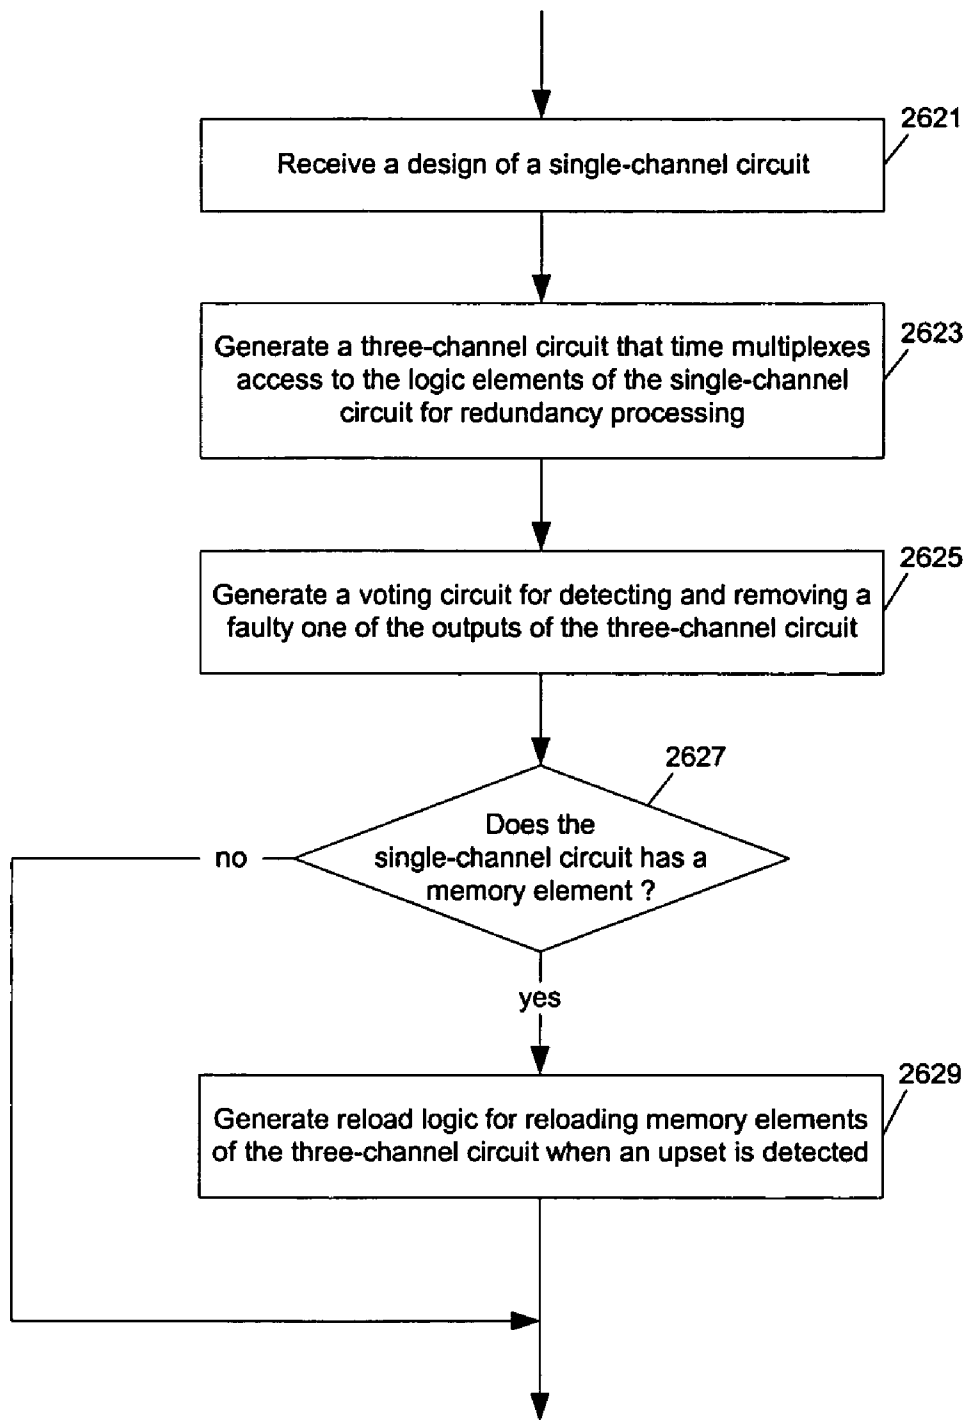 2621
Receive a design of a single-channel circuit
2623
Generate a three-channel circuit that time multiplexes
access to the logic elements of the single-channel
circuit for redundancy processing
2625
Generate a voting circuit for detecting and removing a
faulty one of the outputs of the three-channel circuit
2627
Does the
single-channel circuit has a
memory element ?
no
yes
2629
Generate reload logic for reloading memory elements
of the three-channel circuit when an upset is detected